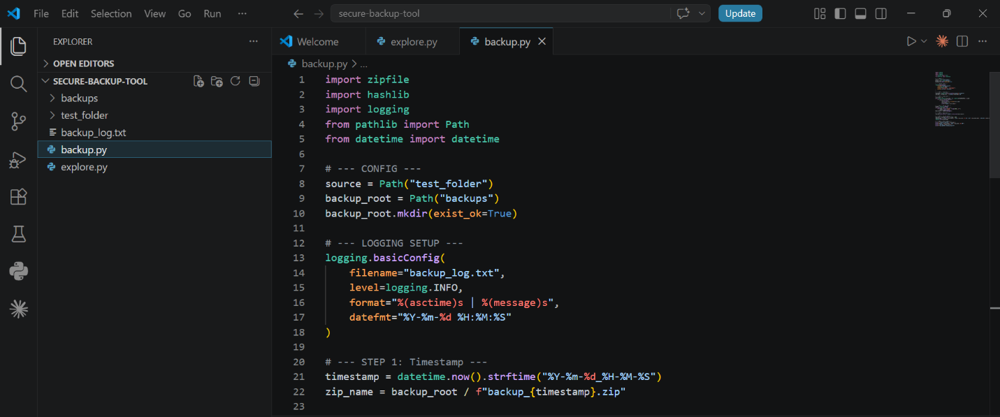 File Edit Selection View Go Run ··· secure-backup-tool Update
EXPLORER ···
OPEN EDITORS
SECURE-BACKUP-TOOL
backups
test_folder
backup_log.txt
backup.py
explore.py
Welcome explore.py backup.py
backup.py > ...
1 import zipfile
2 import hashlib
3 import logging
4 from pathlib import Path
5 from datetime import datetime
6
7 # --- CONFIG ---
8 source = Path("test_folder")
9 backup_root = Path("backups")
10 backup_root.mkdir(exist_ok=True)
11
12 # --- LOGGING SETUP ---
13 logging.basicConfig(
14     filename="backup_log.txt",
15     level=logging.INFO,
16     format="%(asctime)s | %(message)s",
17     datefmt="%Y-%m-%d %H:%M:%S"
18 )
19
20 # --- STEP 1: Timestamp ---
21 timestamp = datetime.now().strftime("%Y-%m-%d_%H-%M-%S")
22 zip_name = backup_root / f"backup_{timestamp}.zip"
23